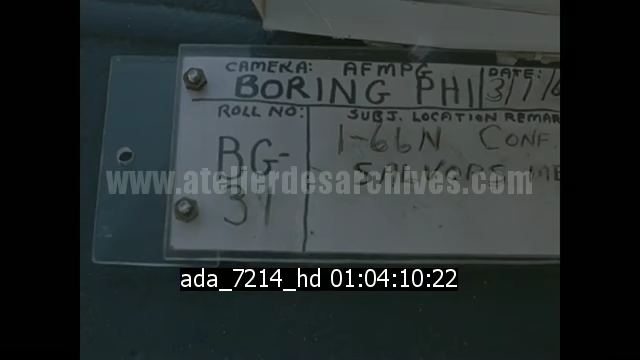 CAMERA: AFMPG DATE:
BORING PHI 3/7/6
ROLL NO: SUBJ. LOCATION REMAR
BG- 1-66N CONF.
31
www.atelierdesarchives.com
ada_7214_hd 01:04:10:22